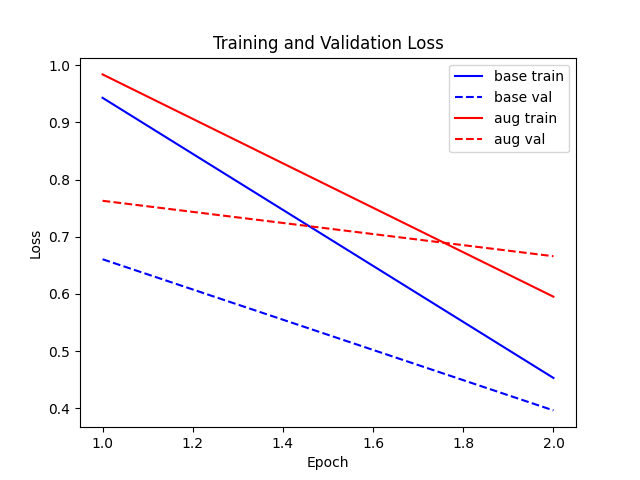 Training and Validation Loss
base train
base val
aug train
aug val
1.0
0.9
0.8
0.7
0.6
0.5
0.4
Loss
1.0 1.2 1.4 1.6 1.8 2.0
Epoch